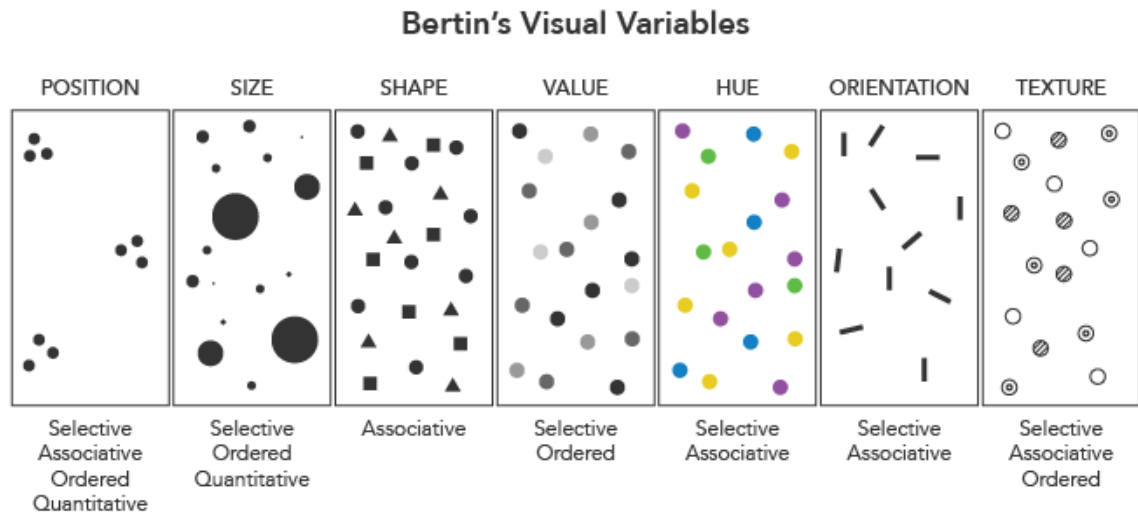 Bertin’s Visual Variables
POSITION
SIZE
SHAPE
VALUE
HUE
ORIENTATION
TEXTURE
Selective
Associative
Ordered
Quantitative
Selective
Ordered
Quantitative
Associative
Selective
Ordered
Selective
Associative
Selective
Associative
Selective
Associative
Ordered